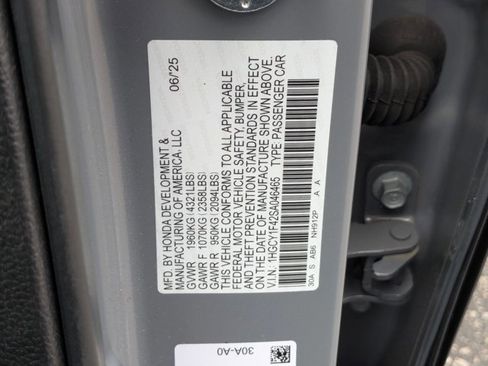 MFD. BY HONDA DEVELOPMENT & 06/25
MANUFACTURING OF AMERICA, LLC
GVWR 1960KG(4321LBS)
GAWR F 1070KG(2358LBS)
GAWR R 950KG(2094LBS)
THIS VEHICLE CONFORMS TO ALL APPLICABLE
FEDERAL MOTOR VEHICLE SAFETY, BUMPER,
AND THEFT PREVENTION STANDARDS IN EFFECT
ON THE DATE OF MANUFACTURE SHOWN ABOVE.
V.I.N. 1HGCY1F42SA046465 TYPE: PASSENGER CAR
30A S AB6 NH912P A A
30A-A0